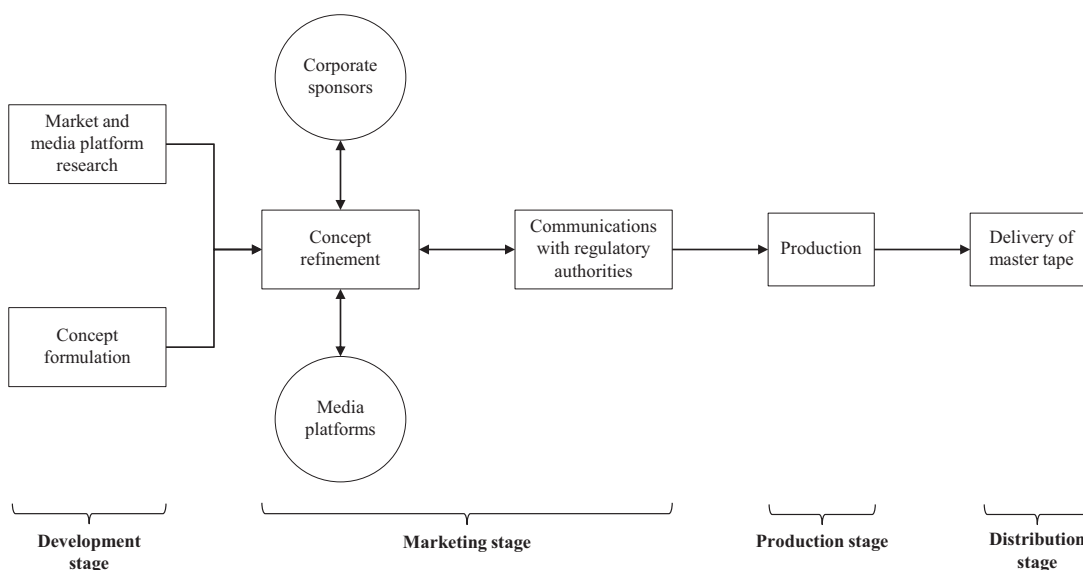 Corporate
sponsors
Market and
media platform
research
Concept
refinement
Communications
with regulatory
authorities
Production
Delivery of
master tape
Concept
formulation
Media
platforms
Development
stage
Marketing stage
Production stage
Distribution
stage